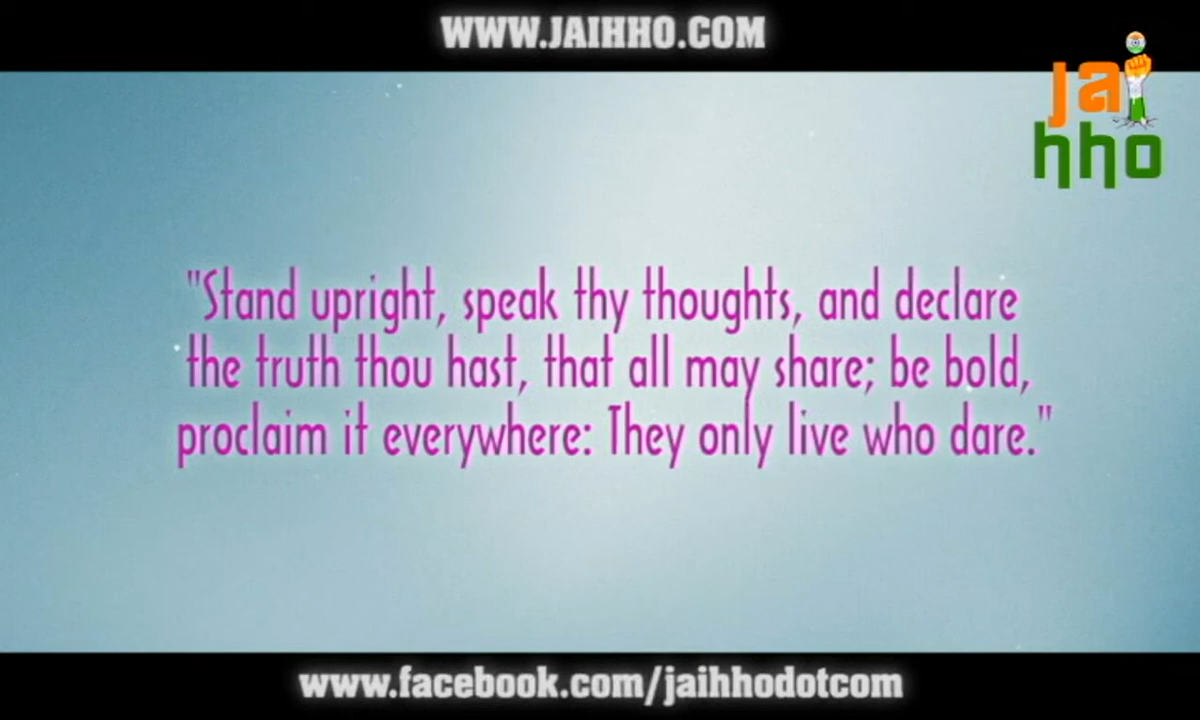 WWW.JAIHHO.COM
jai
hho
"Stand upright, speak thy thoughts, and declare
the truth thou hast, that all may share; be bold,
proclaim it everywhere: They only live who dare."
www.facebook.com/jaihhodotcom